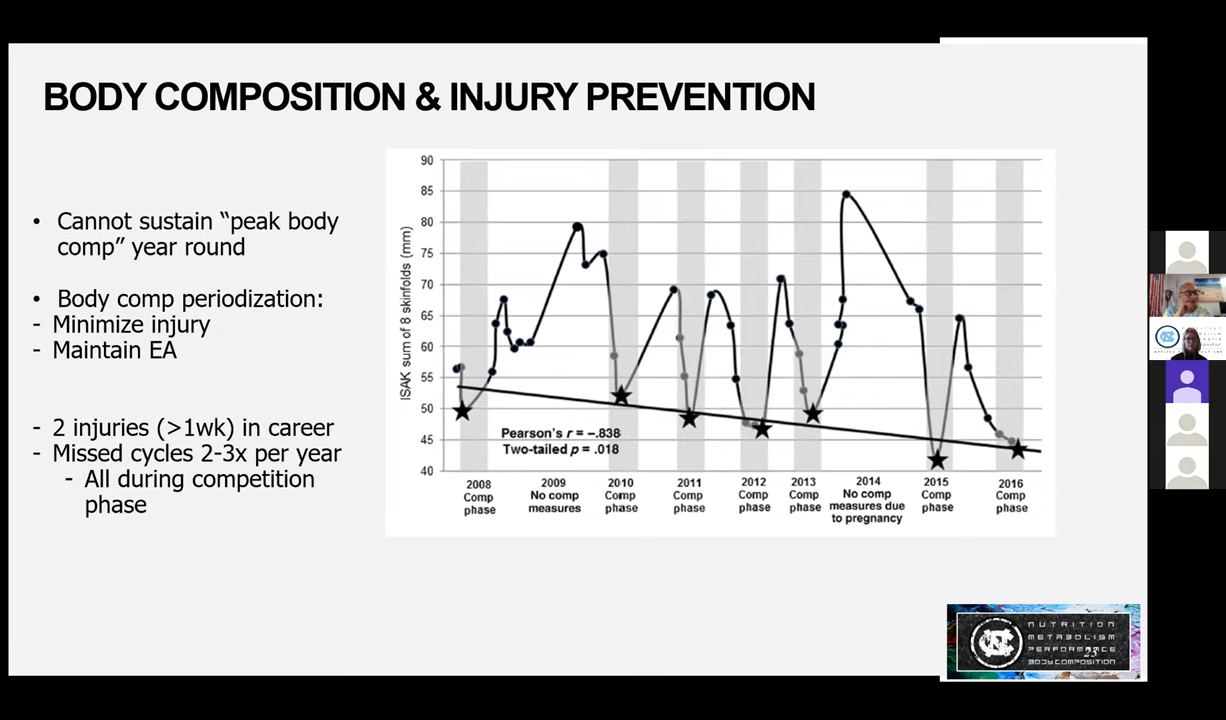 BODY COMPOSITION & INJURY PREVENTION
• Cannot sustain “peak body
comp” year round
• Body comp periodization:
- Minimize injury
- Maintain EA
- 2 injuries (>1wk) in career
- Missed cycles 2-3x per year
- All during competition
phase
ISAK sum of 8 skinfolds (mm)
90
85
80
75
70
65
60
55
50
45
40
Pearson's r = –.838
Two-tailed p = .018
2008
Comp
phase
2009
No comp
measures
2010
Comp
phase
2011
Comp
phase
2012
Comp
phase
2013
Comp
phase
2014
No comp
measures due
to pregnancy
2015
Comp
phase
2016
Comp
phase
NC
NUTRITION
METABOLISM
PERFORMANCE
BODY COMPOSITION
23